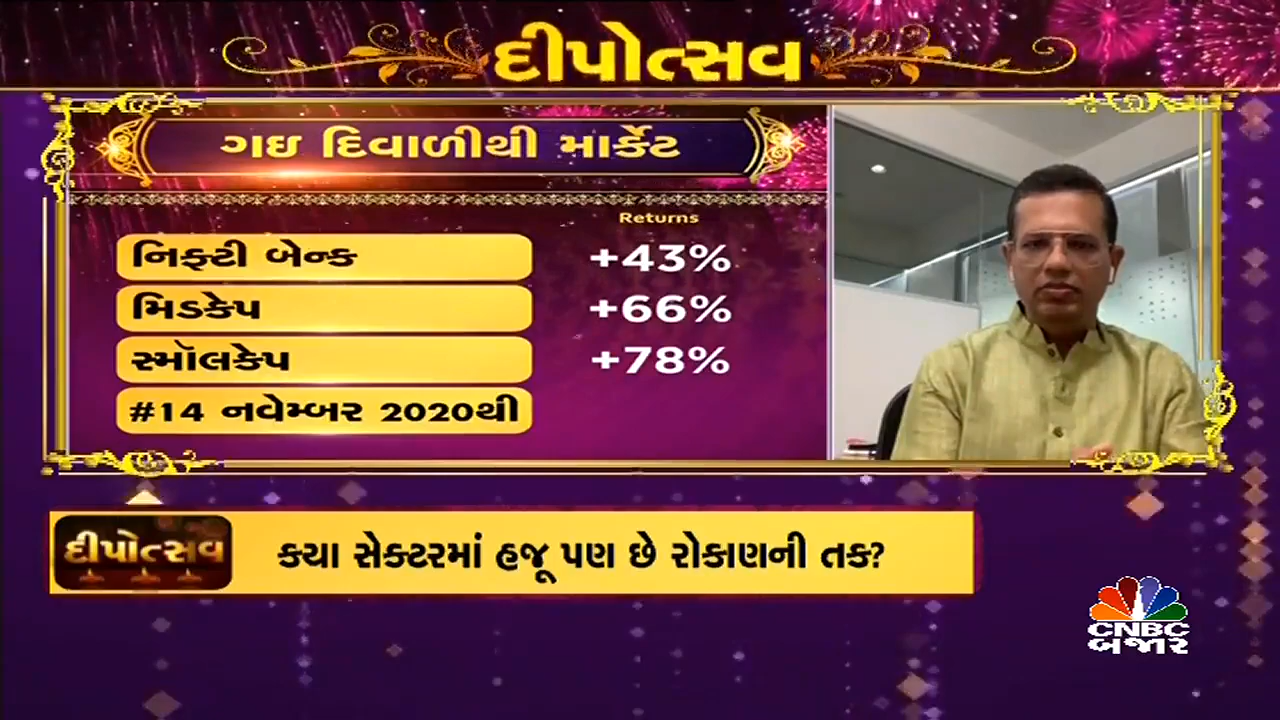 દીપોત્સવ
ગઇ દિવાળીથી માર્કેટ
Returns
નિફ્ટી બેન્ક +43%
મિડકેપ +66%
સ્મૉલકેપ +78%
#14 નવેમ્બર 2020થી
દીપોત્સવ
ક્યા સેક્ટરમાં હજૂ પણ છે રોકાણની તક?
CNBC
બજાર